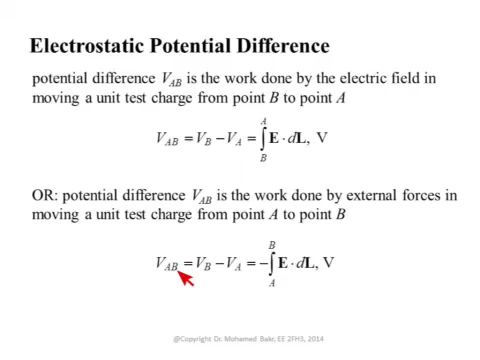 Electrostatic Potential Difference
potential difference V_AB is the work done by the electric field in
moving a unit test charge from point B to point A
V_AB = V_B − V_A = ∫_B^A E · dL, V
OR: potential difference V_AB is the work done by external forces in
moving a unit test charge from point A to point B
V_AB = V_B − V_A = −∫_A^B E · dL, V
@Copyright Dr. Mohamed Bakr, EE 2FH3, 2014